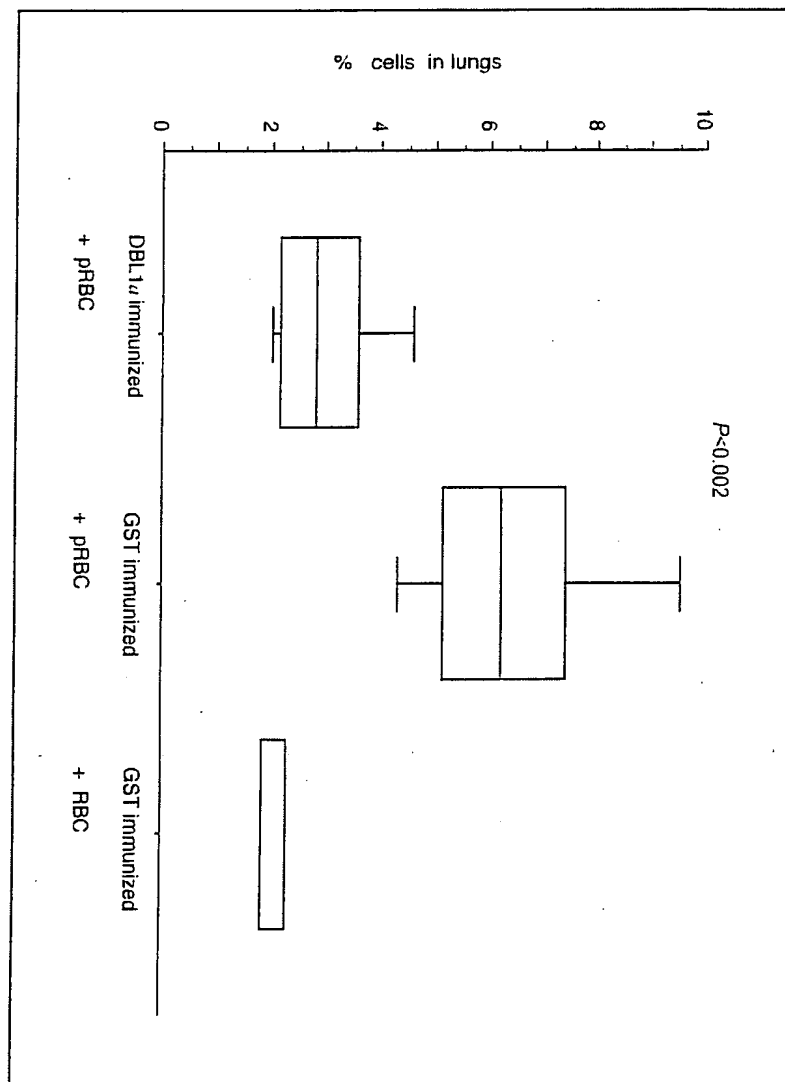 % cells in lungs
0
2
4
6
8
10
P<0.002
DBL1α immunized
+ pRBC
GST immunized
+ pRBC
GST immunized
+ RBC